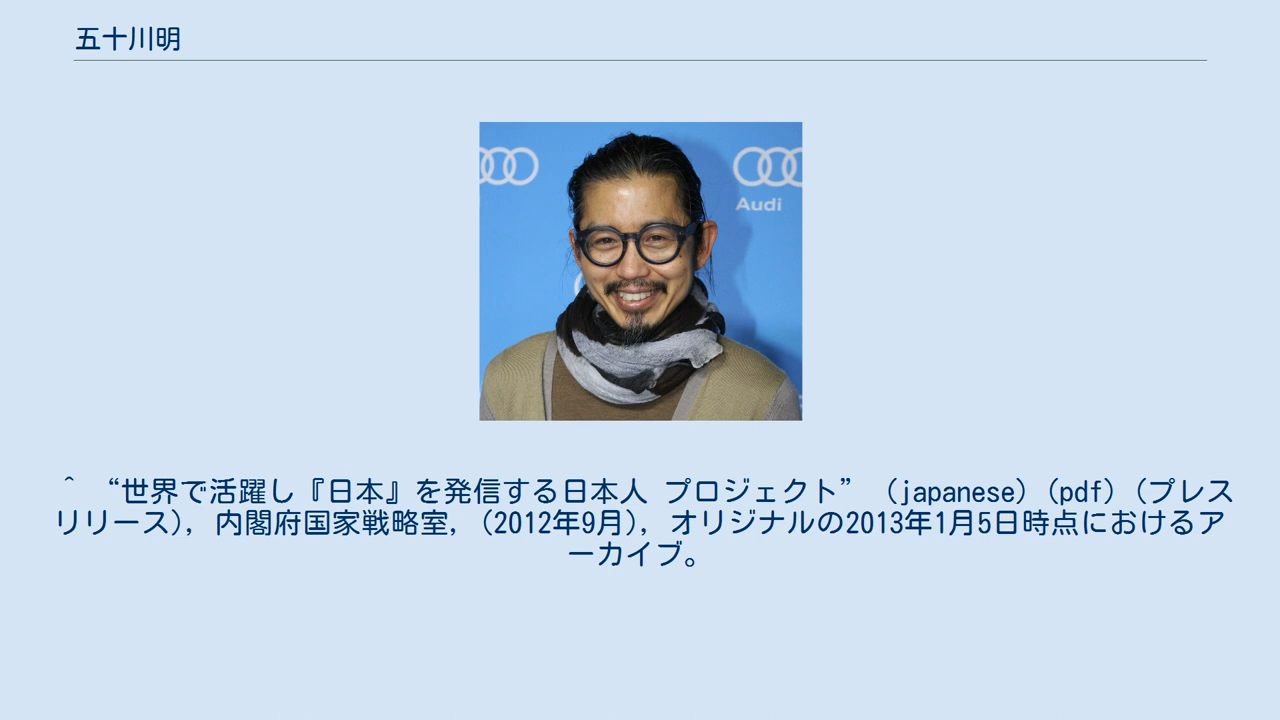 五十川明
Audi
^ “世界で活躍し『日本』を発信する日本人 プロジェクト” （japanese）（pdf）（プレス
リリース）， 内閣府国家戦略室，（2012年9月）， オリジナルの2013年1月5日時点におけるア
ーカイブ。